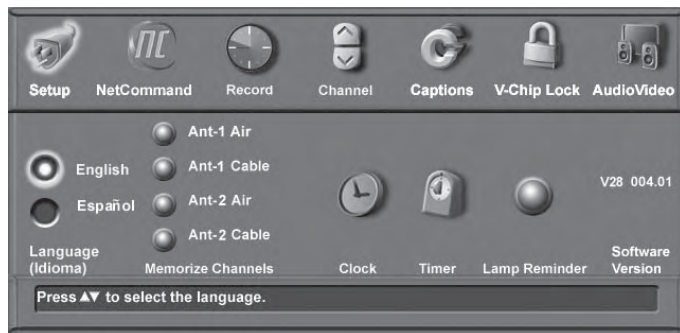 NC
Setup NetCommand Record Channel Captions V-Chip Lock AudioVideo
Ant-1 Air
English Ant-1 Cable
Español Ant-2 Air
Ant-2 Cable
V28 004.01
Language
(Idioma) Memorize Channels Clock Timer Lamp Reminder Software
Version
Press ▲▼ to select the language.